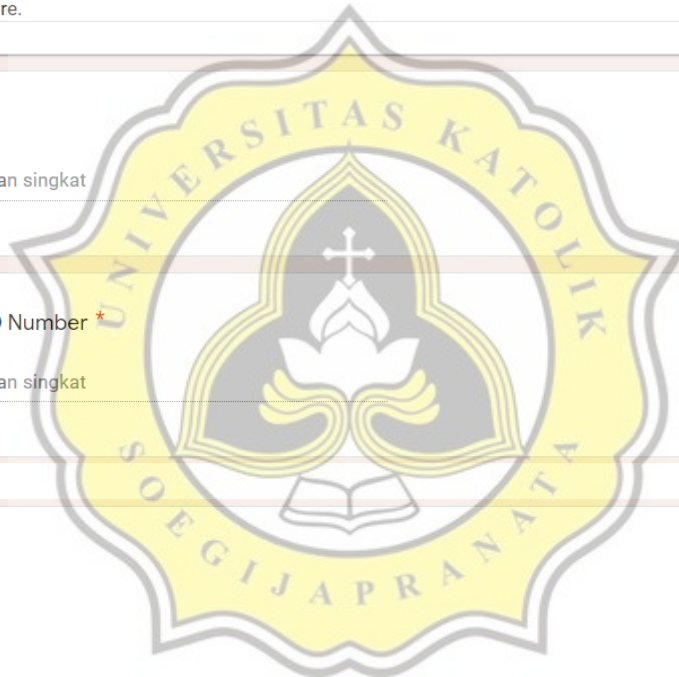 re.
UNIVERSITAS KATOLIK
an singkat
Number *
an singkat
SOEGIJAPRANATA